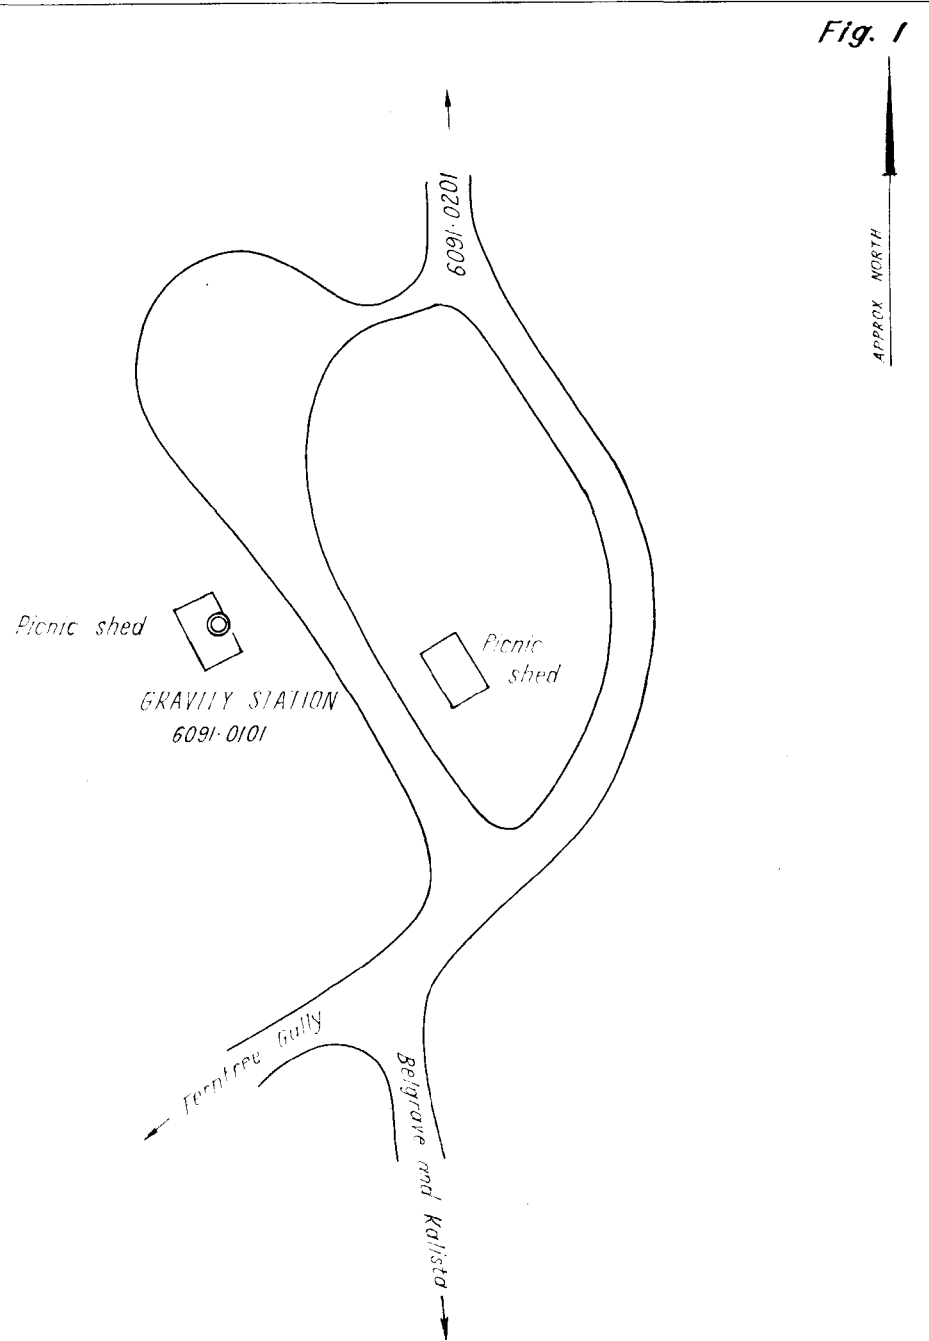 Fig. 1
APPROX NORTH
6091·0201
Picnic shed
Picnic
shed
GRAVITY STATION
6091·0101
Ferntree Gully
Belgrave and Kalista